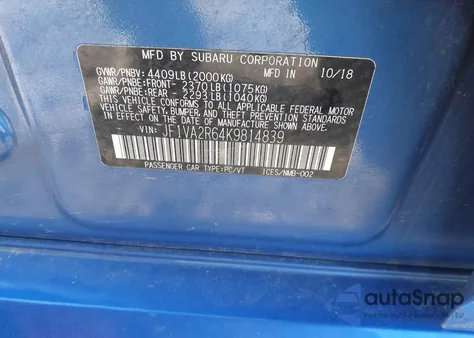 MFD BY SUBARU CORPORATION
GVWR/PNBV: 4409LB(2000KG) 10/18
GAWR/PNBE:FRONT- 2370LB(1075KG)
GAWR/PNBE:REAR - 2293LB(1040KG)
THIS VEHICLE CONFORMS TO ALL APPLICABLE FEDERAL MOTOR
VEHICLE SAFETY, BUMPER, AND THEFT PREVENTION STANDARDS
IN EFFECT ON THE DATE OF MANUFACTURE SHOWN ABOVE.
VIN: JF1VA2R64K9814839
PASSENGER CAR TYPE:PC/VT ICES/NMB-002
autoSnap